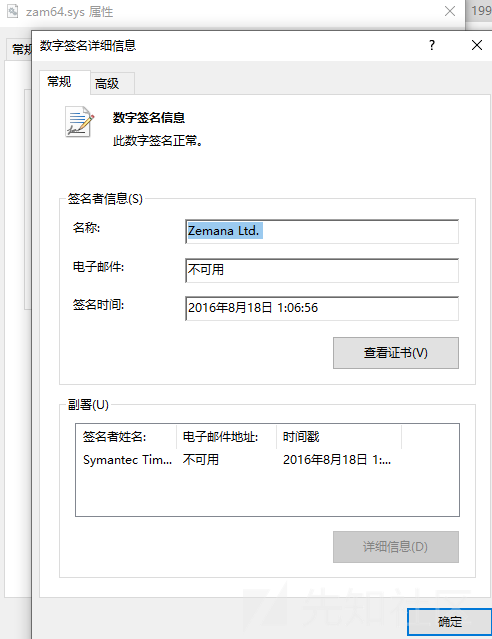 zam64.sys 属性
199
数字签名详细信息
常规
常规
高级
数字签名信息
此数字签名正常。
签名者信息(S)
名称:
Zemana Ltd.
电子邮件:
不可用
签名时间:
2016年8月18日 1:06:56
查看证书(V)
副署(U)
签名者姓名:
电子邮件地址:
时间戳
Symantec Tim...
不可用
2016年8月18日 1:...
详细信息(D)
先知社区
确定